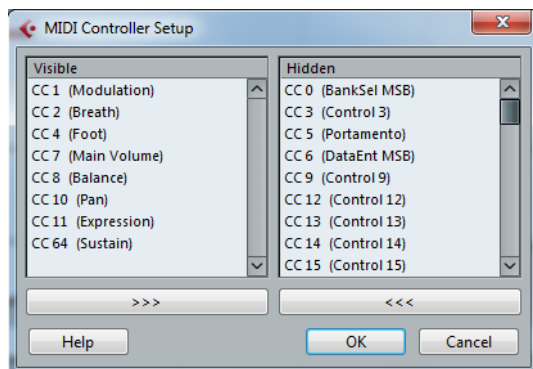 MIDI Controller Setup
Visible
CC 1 (Modulation)
CC 2 (Breath)
CC 4 (Foot)
CC 7 (Main Volume)
CC 8 (Balance)
CC 10 (Pan)
CC 11 (Expression)
CC 64 (Sustain)
>>>
Hidden
CC 0 (BankSel MSB)
CC 3 (Control 3)
CC 5 (Portamento)
CC 6 (DataEnt MSB)
CC 9 (Control 9)
CC 12 (Control 12)
CC 13 (Control 13)
CC 14 (Control 14)
CC 15 (Control 15)
<<<
Help
OK
Cancel